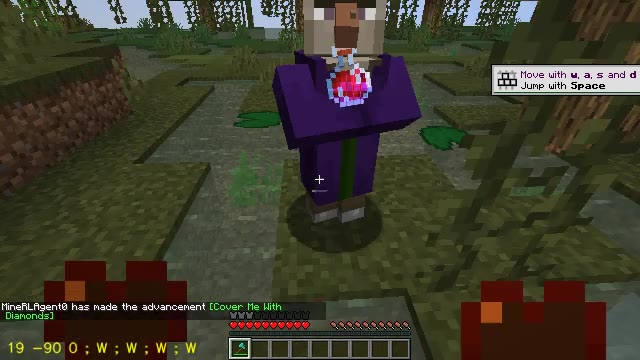 Move with w, a, s and d
Jump with Space
MineRLAgent0 has made the advancement [Cover Me With
Diamonds]
19 -90 0 ; W ; W ; W ; W